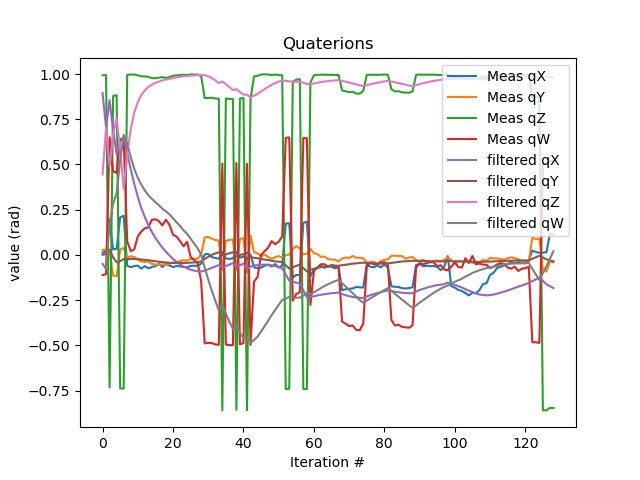 Quaterions
value (rad)
1.00
0.75
0.50
0.25
0.00
−0.25
−0.50
−0.75
0
20
40
60
80
100
120
Iteration #
Meas qX
Meas qY
Meas qZ
Meas qW
filtered qX
filtered qY
filtered qZ
filtered qW